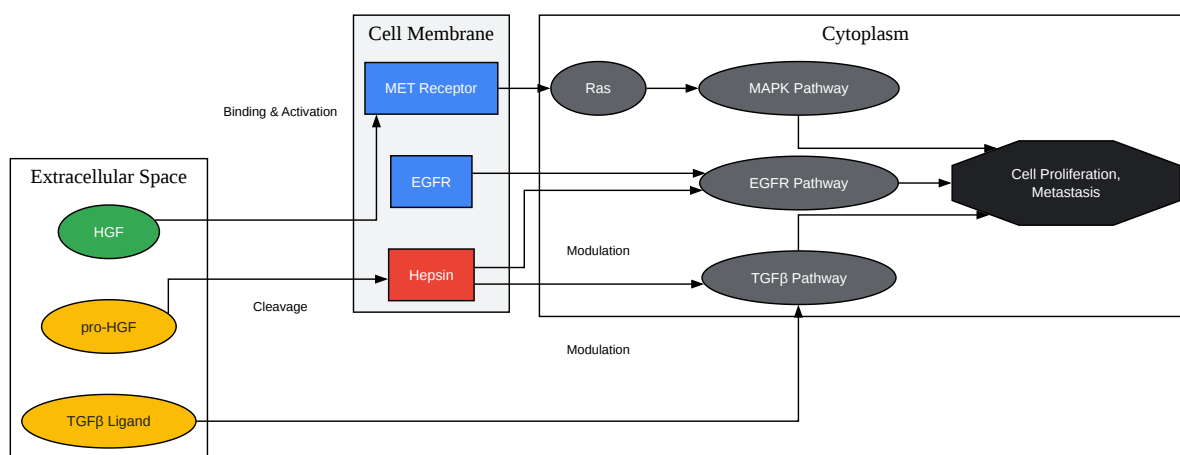 Cell Membrane
Cytoplasm
MET Receptor
Ras
MAPK Pathway
Binding & Activation
Extracellular Space
EGFR
EGFR Pathway
Cell Proliferation,
Metastasis
HGF
Modulation
Hepsin
TGFβ Pathway
Cleavage
pro-HGF
Modulation
TGFβ Ligand